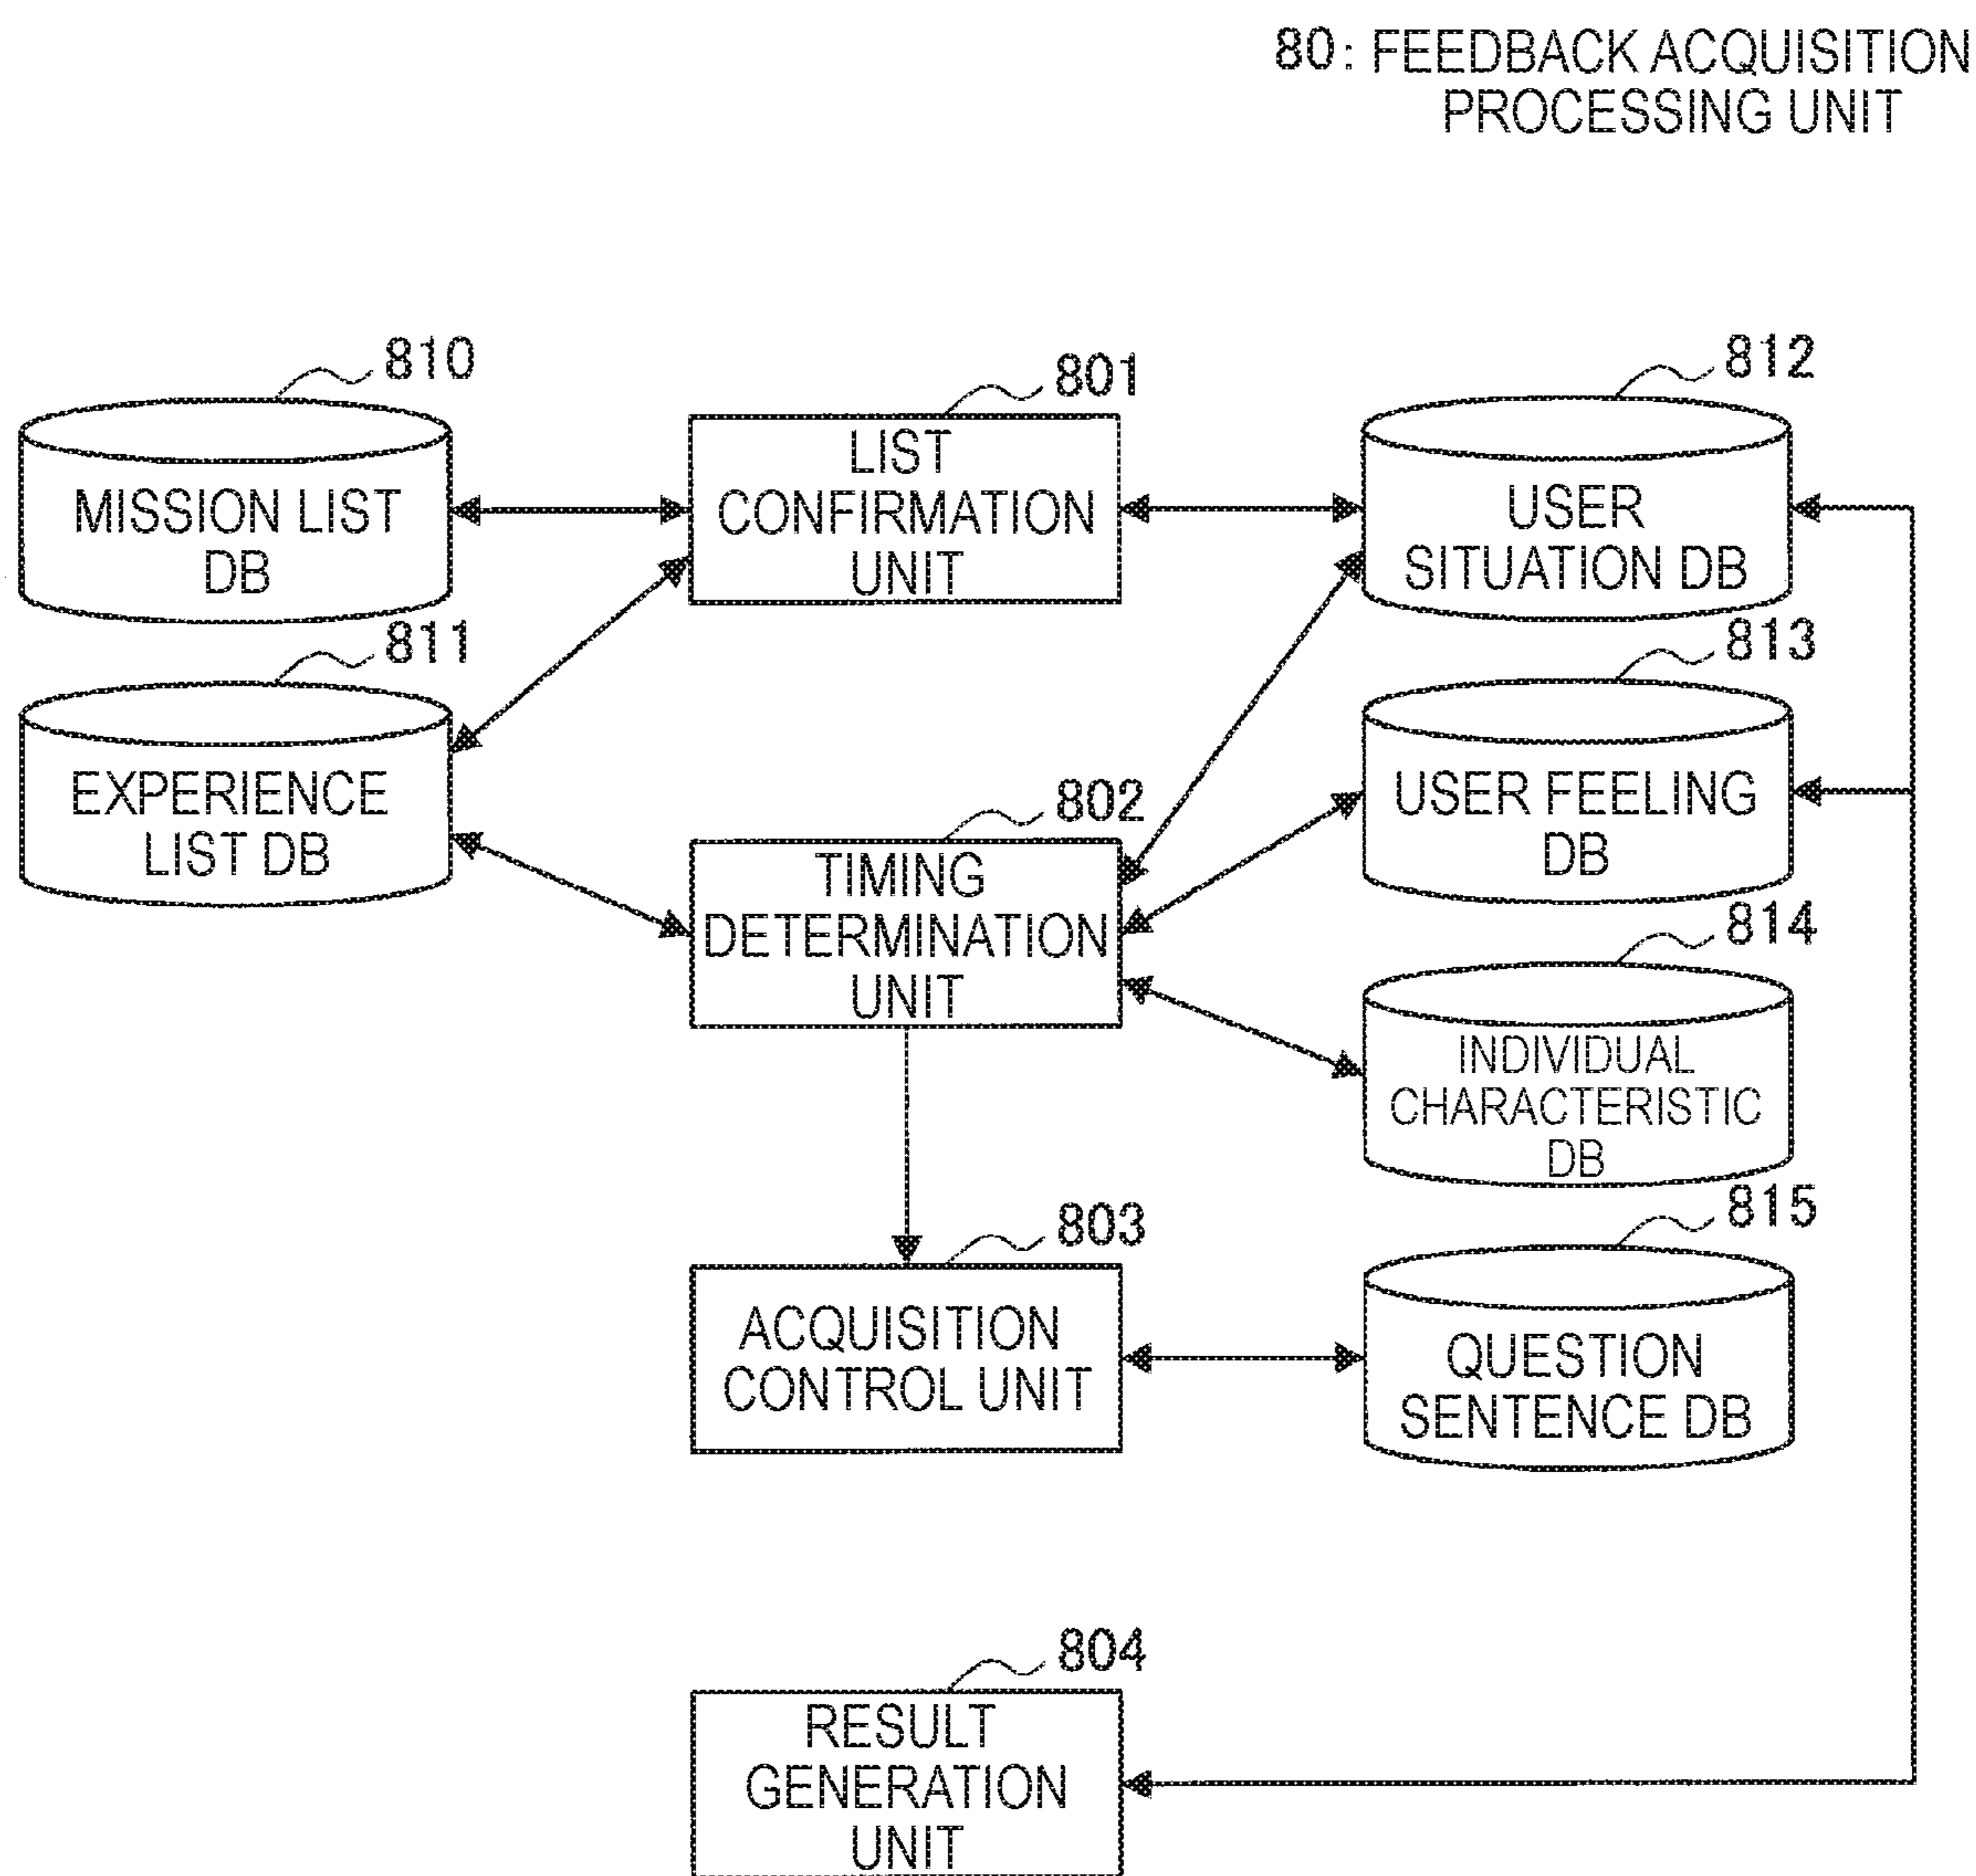 80: FEEDBACK ACQUISITION
PROCESSING UNIT
810
MISSION LIST
DB
801
LIST
CONFIRMATION
UNIT
812
USER
SITUATION DB
811
EXPERIENCE
LIST DB
802
TIMING
DETERMINATION
UNIT
813
USER FEELING
DB
814
INDIVIDUAL
CHARACTERISTIC
DB
803
ACQUISITION
CONTROL UNIT
815
QUESTION
SENTENCE DB
804
RESULT
GENERATION
UNIT